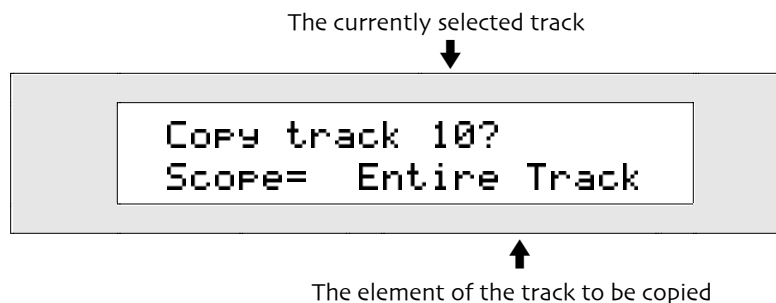 The currently selected track
Copy track 10?
Scope= Entire Track
The element of the track to be copied